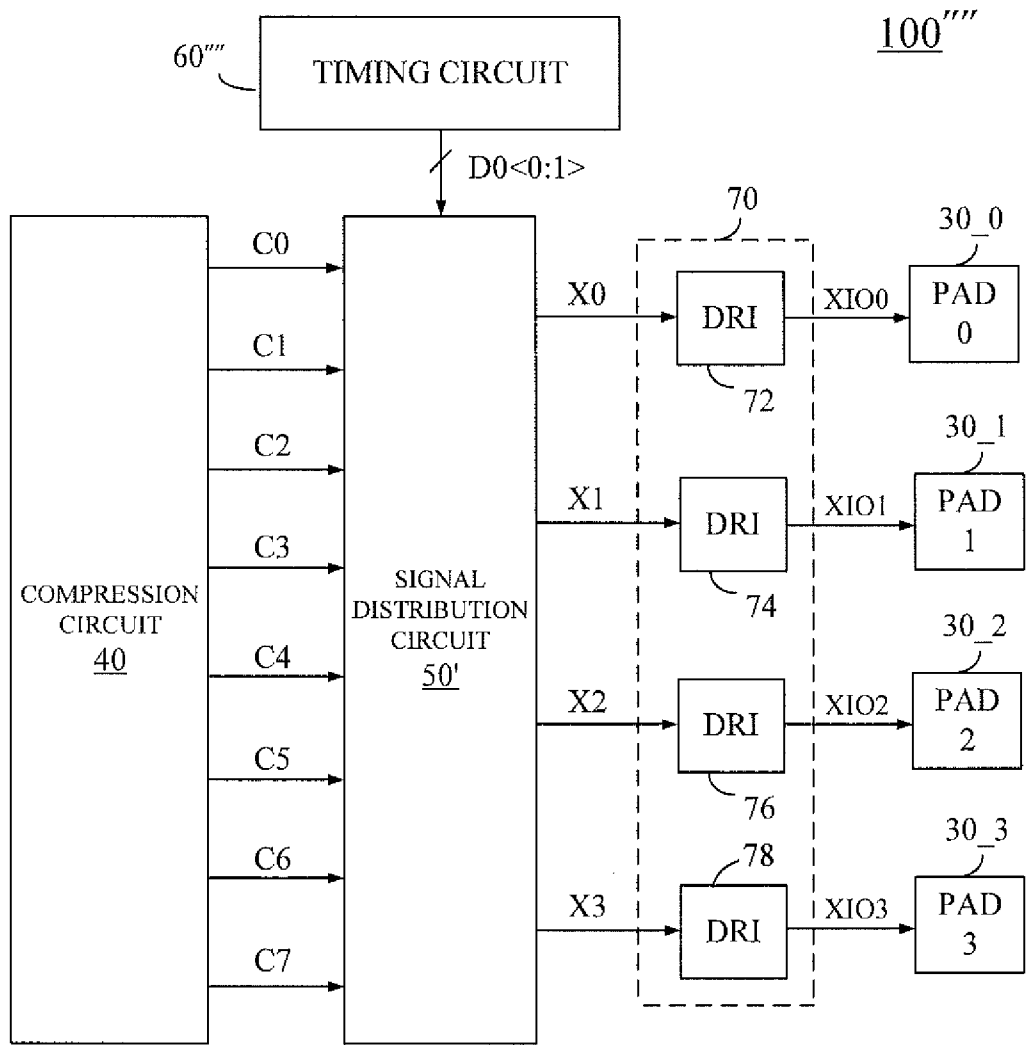 100""
60""
TIMING CIRCUIT
D0<0:1>
COMPRESSION
CIRCUIT
40
C0
C1
C2
C3
C4
C5
C6
C7
SIGNAL
DISTRIBUTION
CIRCUIT
50'
X0
X1
X2
X3
70
DRI
72
DRI
74
DRI
76
78
DRI
XIO0
XIO1
XIO2
XIO3
30_0
PAD
0
30_1
PAD
1
30_2
PAD
2
30_3
PAD
3